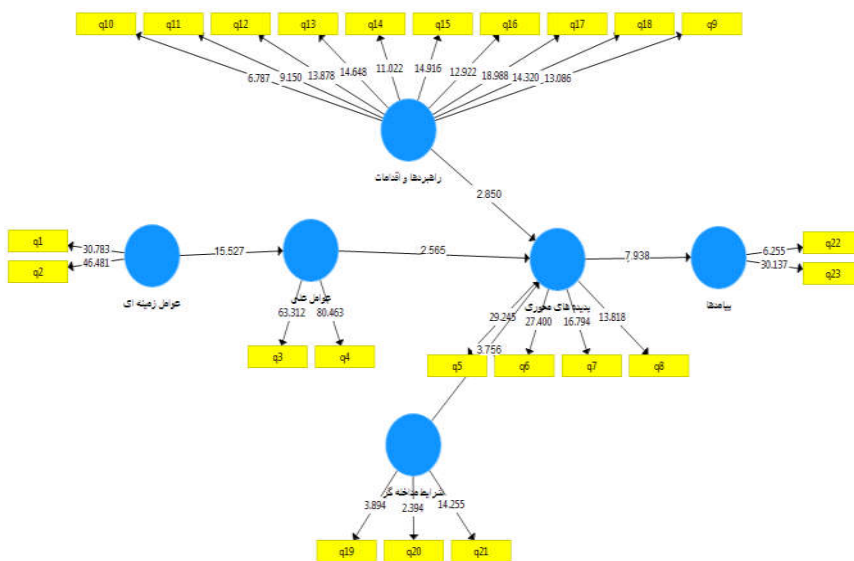 q10 q11 q12 q13 q14 q15 q16 q17 q18 q9
6.787 9.150 13.878 14.648 11.022 14.916 12.922 18.988 14.320 13.086
راهبردها و اقدامات
2.850
q1 30.783
q2 46.481
عوامل زمینه ای
15.527
عوامل علی
2.565
پدیده های محوری
7.938
پیامدها
6.255 q22
30.137 q23
63.312 80.463
q3 q4
29.245 27.400 16.794 13.818
3.756
q5 q6 q7 q8
شرایط مداخله گر
3.894 2.394 14.255
q19 q20 q21